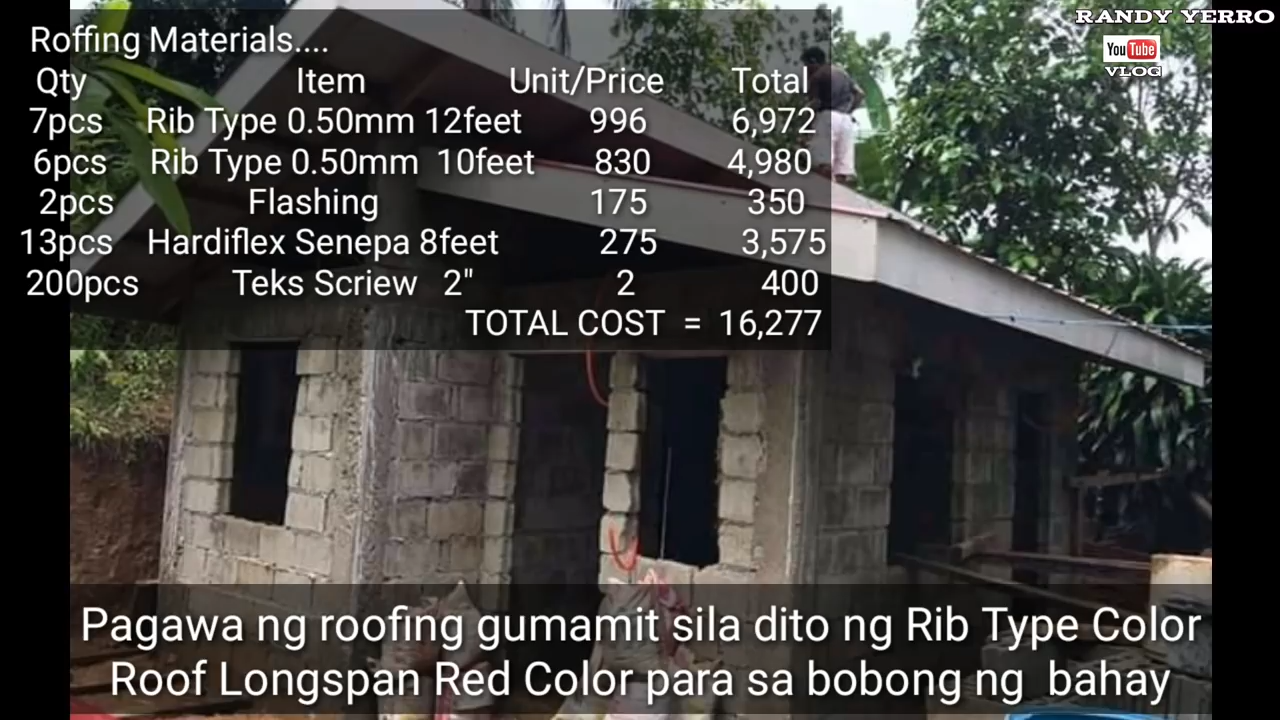 RANDY YERRO
YouTube
VLOG
Roffing Materials....
Qty Item Unit/Price Total
7pcs Rib Type 0.50mm 12feet 996 6,972
6pcs Rib Type 0.50mm 10feet 830 4,980
2pcs Flashing 175 350
13pcs Hardiflex Senepa 8feet 275 3,575
200pcs Teks Scriew 2" 2 400
TOTAL COST = 16,277
Pagawa ng roofing gumamit sila dito ng Rib Type Color
Roof Longspan Red Color para sa bobong ng bahay